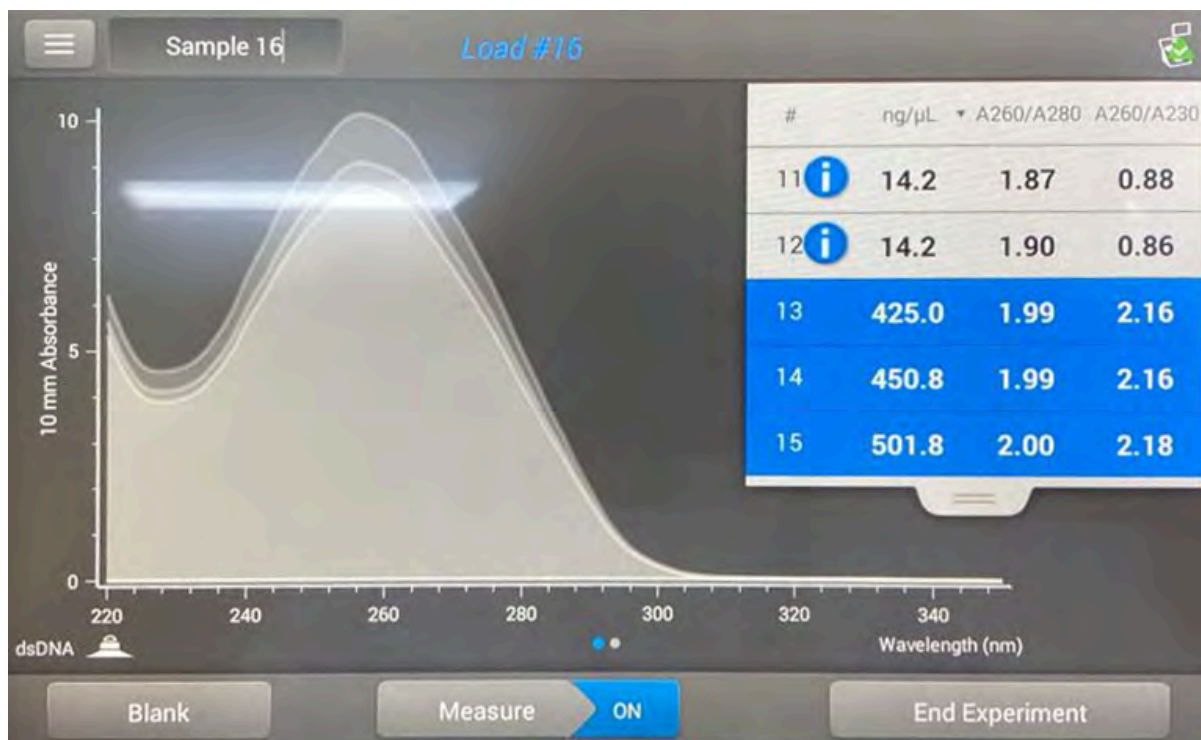 Sample 16
Load #16
# ng/µL ▾ A260/A280 A260/A230
11 i 14.2 1.87 0.88
12 i 14.2 1.90 0.86
13 425.0 1.99 2.16
14 450.8 1.99 2.16
15 501.8 2.00 2.18
10
5
0
10 mm Absorbance
220 240 260 280 300 320 340
Wavelength (nm)
dsDNA
Blank
Measure ON
End Experiment